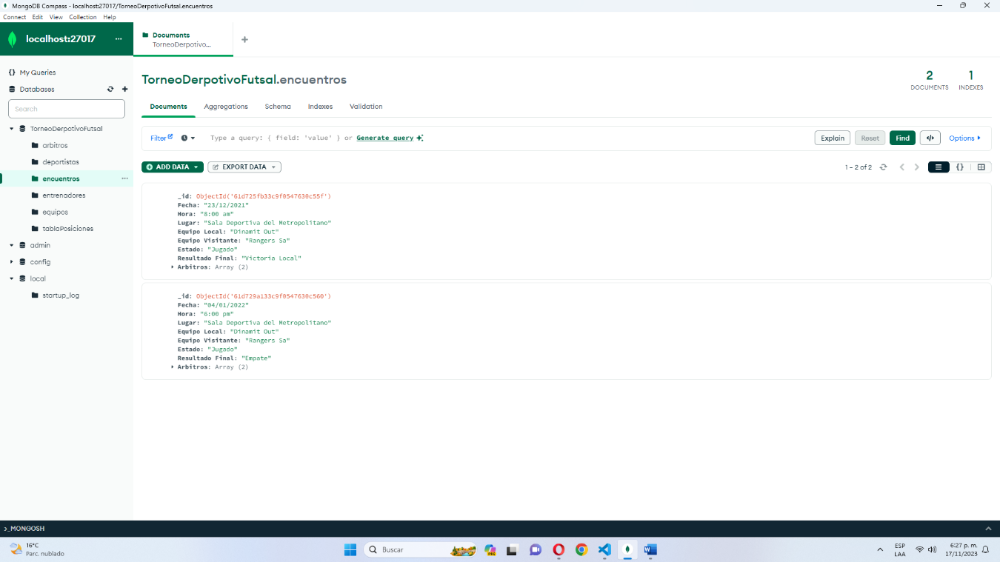 MongoDB Compass - localhost:27017/TorneoDerpotivoFutsal.encuentros
Connect Edit View Collection Help
localhost:27017 ...
Documents
TorneoDerpotivo...
My Queries
Databases
Search
TorneoDerpotivoFutsal
arbitros
deportistas
encuentros ...
entrenadores
equipos
tablaPosiciones
admin
config
local
startup_log
TorneoDerpotivoFutsal.encuentros
2 DOCUMENTS
1 INDEXES
Documents Aggregations Schema Indexes Validation
Filter Type a query: { field: 'value' } or Generate query Explain Reset Find </> Options
ADD DATA EXPORT DATA 1 – 2 of 2 {}
_id: ObjectId('61d725fb33c9f0547630c55f')
Fecha: "23/12/2021"
Hora: "8:00 am"
Lugar: "Sala Deportiva del Metropolitano"
Equipo Local: "Dinamit Out"
Equipo Visitante: "Rangers Sa"
Estado: "Jugado"
Resultado Final: "Victoria Local"
Arbitros: Array (2)
_id: ObjectId('61d729a133c9f0547630c560')
Fecha: "04/01/2022"
Hora: "6:00 pm"
Lugar: "Sala Deportiva del Metropolitano"
Equipo Local: "Dinamit Out"
Equipo Visitante: "Rangers Sa"
Estado: "Jugado"
Resultado Final: "Empate"
Arbitros: Array (2)
>_MONGOSH
16°C
Parc. nublado
Buscar
PRE
ESP
LAA
6:27 p. m.
17/11/2023